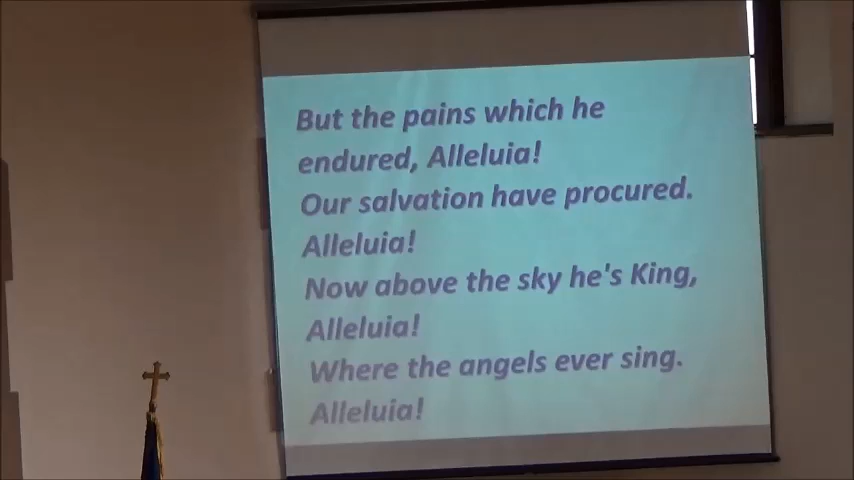 But the pains which he
endured, Alleluia!
Our salvation have procured.
Alleluia!
Now above the sky he's King,
Alleluia!
Where the angels ever sing.
Alleluia!